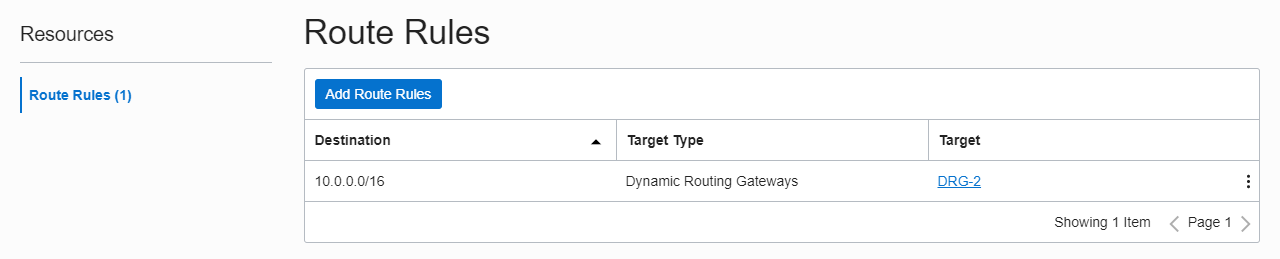 Resources
Route Rules (1)
Route Rules
Add Route Rules
Destination Target Type Target
10.0.0.0/16 Dynamic Routing Gateways DRG-2
Showing 1 Item Page 1